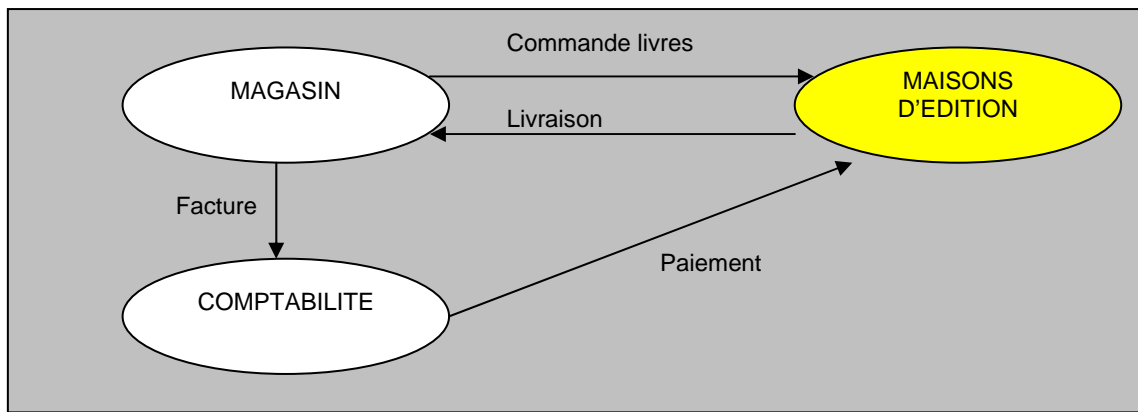 Commande livres
MAGASIN
MAISONS
D'EDITION
Livraison
Facture
Paiement
COMPTABILITE